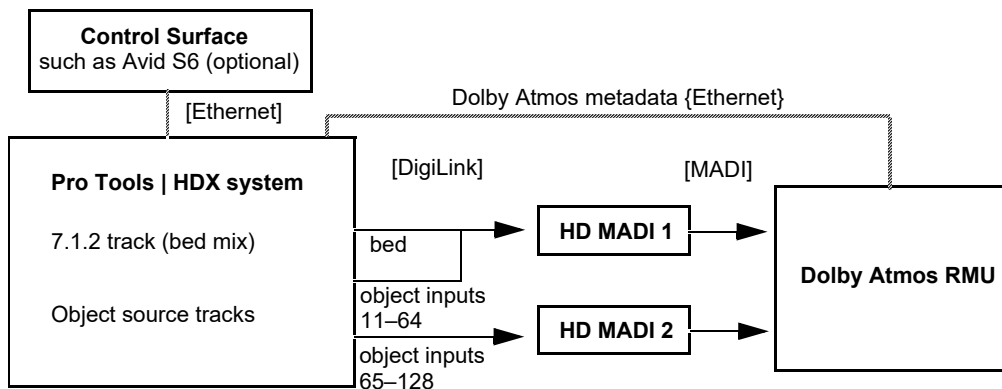 Control Surface
such as Avid S6 (optional)
[Ethernet]
Dolby Atmos metadata {Ethernet}
Pro Tools | HDX system
[DigiLink]
[MADI]
7.1.2 track (bed mix)
bed
HD MADI 1
Dolby Atmos RMU
Object source tracks
object inputs
11–64
HD MADI 2
object inputs
65–128